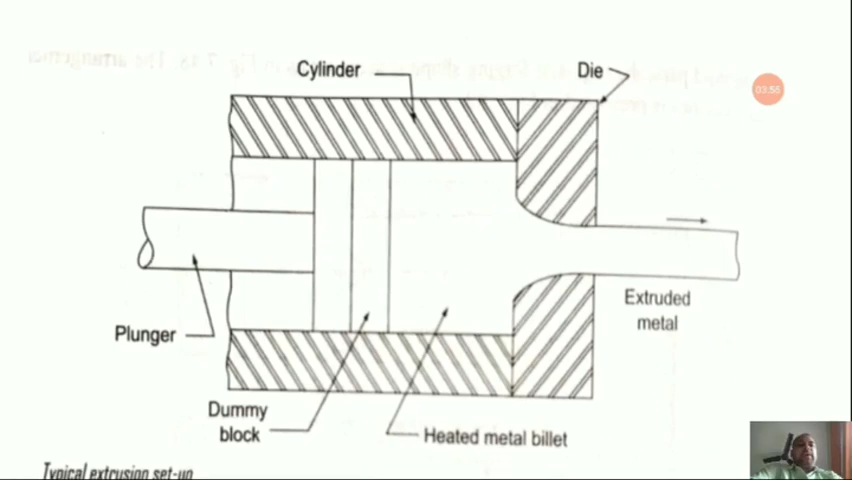 Cylinder
Die
03:55
Extruded
metal
Plunger
Dummy
block
Heated metal billet
Typical extrusion set-up